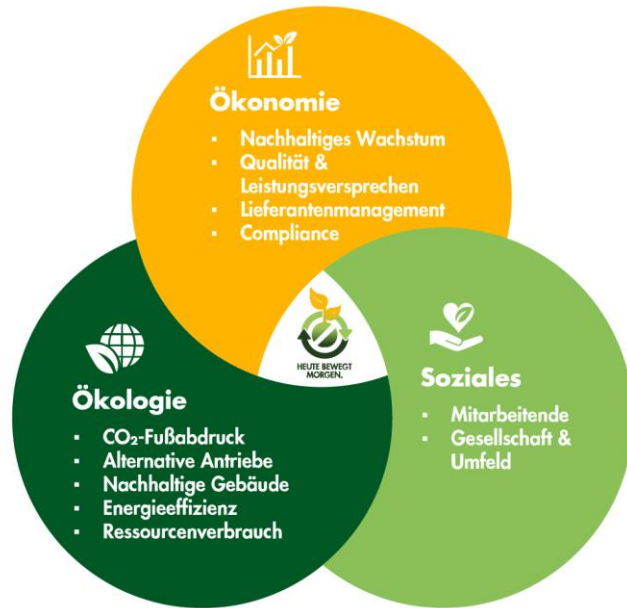 Ökonomie
▪ Nachhaltiges Wachstum
▪ Qualität &
Leistungsversprechen
▪ Lieferantenmanagement
▪ Compliance
HEUTE BEWEGT
MORGEN.
Ökologie
▪ CO₂-Fußabdruck
▪ Alternative Antriebe
▪ Nachhaltige Gebäude
▪ Energieeffizienz
▪ Ressourcenverbrauch
Soziales
▪ Mitarbeitende
▪ Gesellschaft &
Umfeld